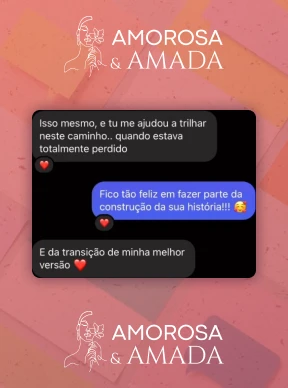 AMOROSA
& AMADA
Isso mesmo, e tu me ajudou a trilhar
neste caminho.. quando estava
totalmente perdido
Fico tão feliz em fazer parte da
construção da sua história!!! 🥰
E da transição de minha melhor
versão ❤️
AMOROSA
& AMADA